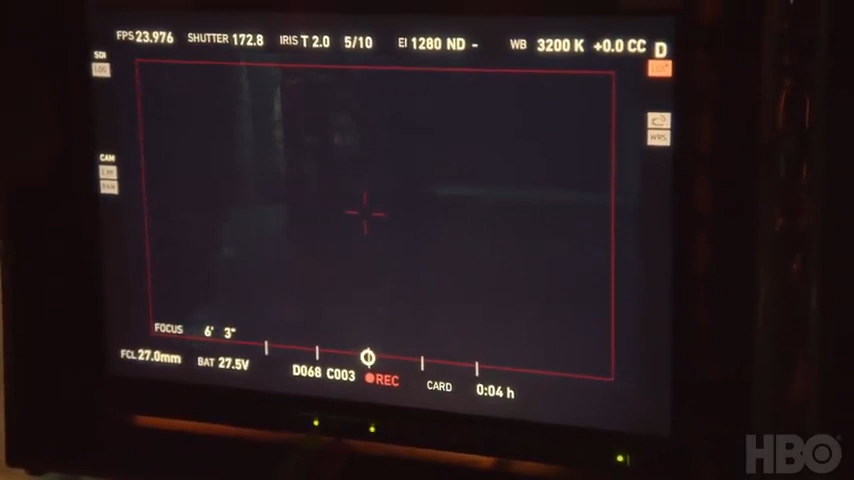 FPS 23.976 SHUTTER 172.8 IRIS T 2.0 5/10 EI 1280 ND - WB 3200 K +0.0 CC D
SDI
LOG
CAM
WRS
FOCUS 6' 3"
FCL 27.0mm BAT 27.5V D068 C003 REC CARD 0:04 h
HBO